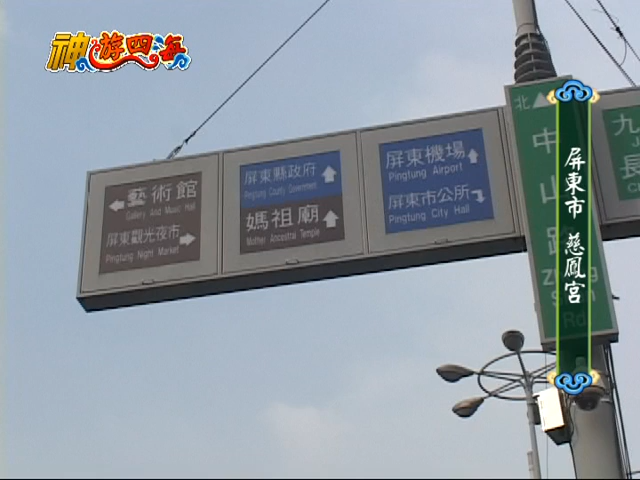 神遊四海
藝術館
Gallery And Music Hall
屏東觀光夜市
Pingtung Night Market
屏東縣政府
Pingtung County Government
媽祖廟
Mother Ancestral Temple
屏東機場
Pingtung Airport
屏東市公所
Pingtung City Hall
北
中山路
Shan
Rd
九
長
屏東市 慈鳳宮